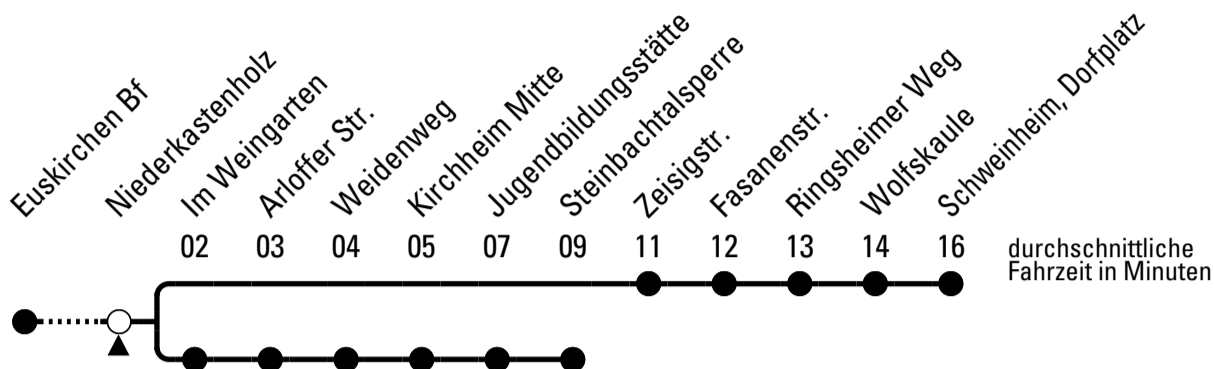 Euskirchen Bf
Niederkastenholz
Im Weingarten
Arloffer Str.
Weidenweg
Kirchheim Mitte
Jugendbildungsstätte
Steinbachtalsperre
Zeisigstr.
Fasanenstr.
Ringsheimer Weg
Wolfskaule
Schweinheim, Dorfplatz
02 03 04 05 07 09 11 12 13 14 16
durchschnittliche
Fahrzeit in Minuten